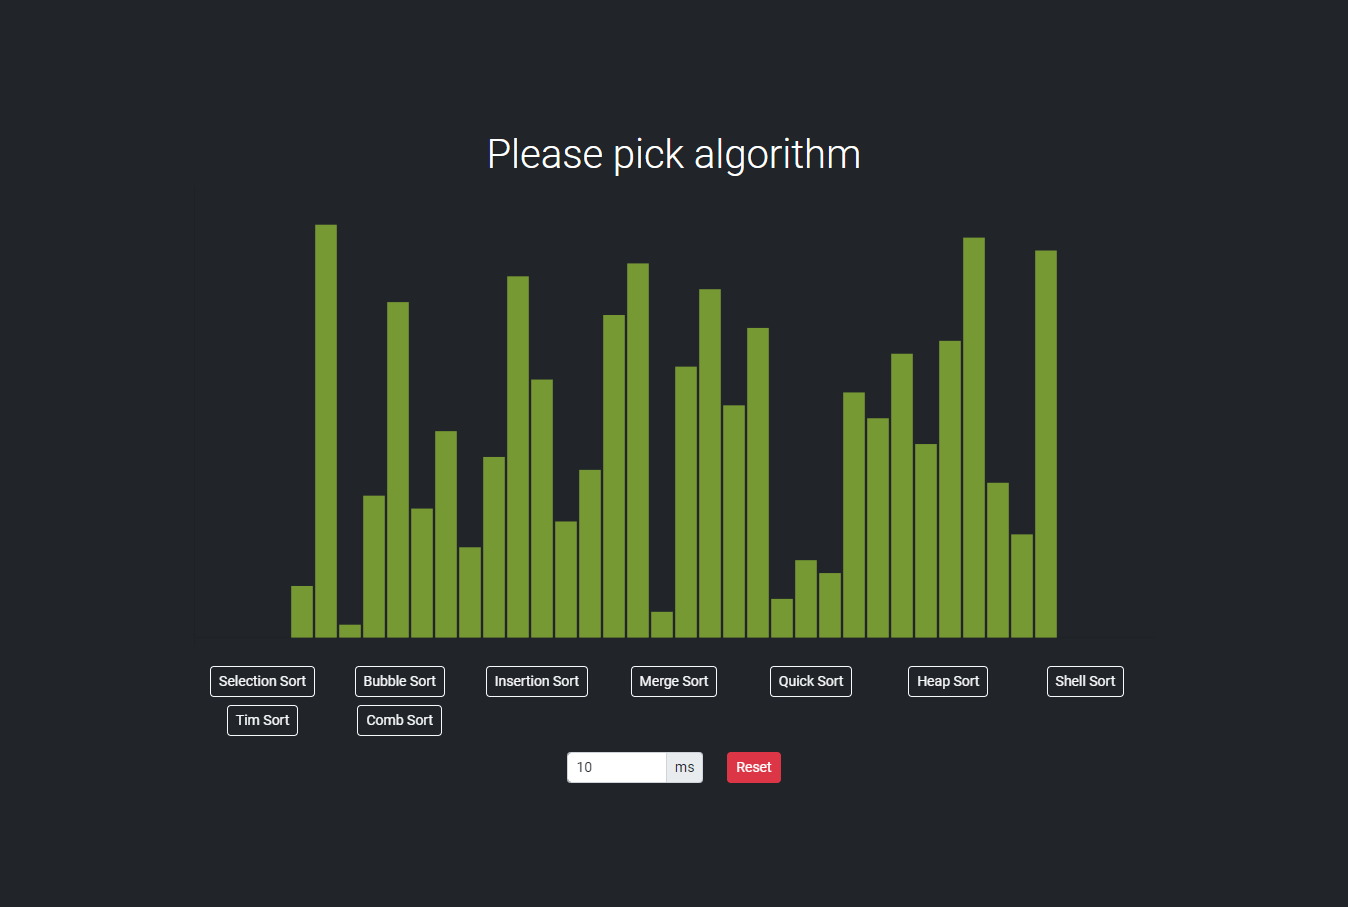 Please pick algorithm
Selection Sort Bubble Sort Insertion Sort Merge Sort Quick Sort Heap Sort Shell Sort
Tim Sort Comb Sort
10 ms Reset